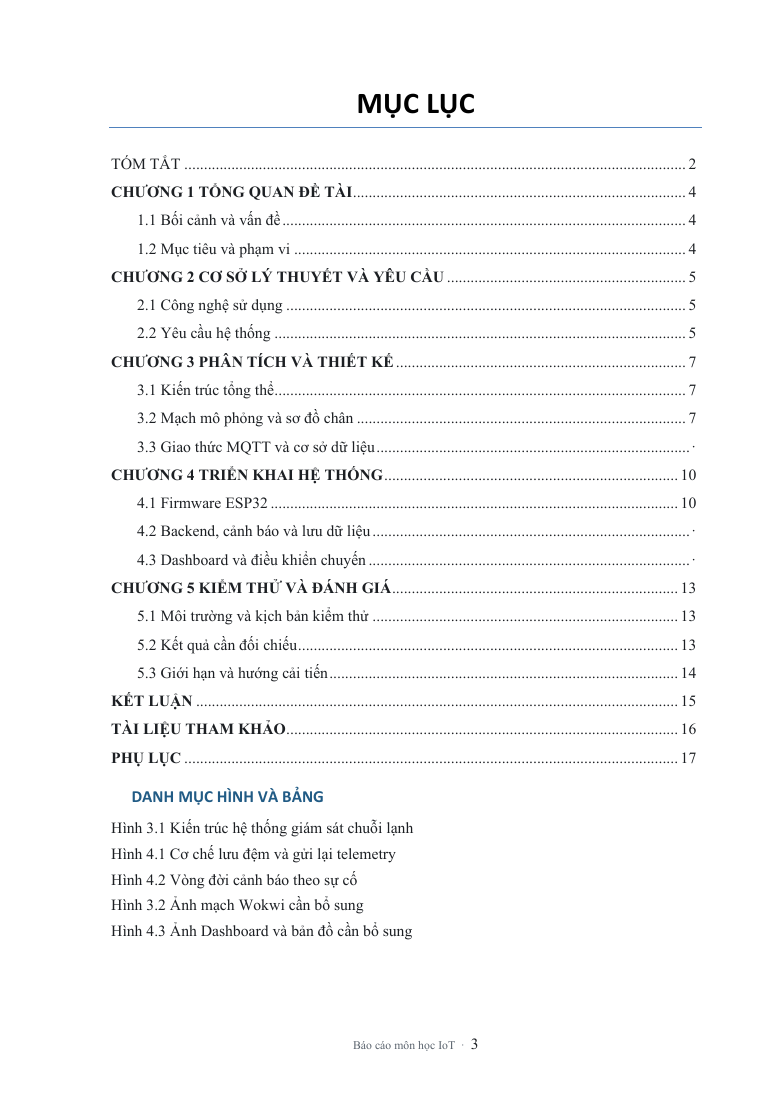 MỤC LỤC
TÓM TẮT ........................................ 2
CHƯƠNG 1 TỔNG QUAN ĐỀ TÀI ........................................ 4
1.1 Bối cảnh và vấn đề ........................................ 4
1.2 Mục tiêu và phạm vi ........................................ 4
CHƯƠNG 2 CƠ SỞ LÝ THUYẾT VÀ YÊU CẦU ........................................ 5
2.1 Công nghệ sử dụng ........................................ 5
2.2 Yêu cầu hệ thống ........................................ 5
CHƯƠNG 3 PHÂN TÍCH VÀ THIẾT KẾ ........................................ 7
3.1 Kiến trúc tổng thể ........................................ 7
3.2 Mạch mô phỏng và sơ đồ chân ........................................ 7
3.3 Giao thức MQTT và cơ sở dữ liệu ........................................ ·
CHƯƠNG 4 TRIỂN KHAI HỆ THỐNG ........................................ 10
4.1 Firmware ESP32 ........................................ 10
4.2 Backend, cảnh báo và lưu dữ liệu ........................................ ·
4.3 Dashboard và điều khiển chuyến ........................................ ·
CHƯƠNG 5 KIỂM THỬ VÀ ĐÁNH GIÁ ........................................ 13
5.1 Môi trường và kịch bản kiểm thử ........................................ 13
5.2 Kết quả cần đối chiếu ........................................ 13
5.3 Giới hạn và hướng cải tiến ........................................ 14
KẾT LUẬN ........................................ 15
TÀI LIỆU THAM KHẢO ........................................ 16
PHỤ LỤC ........................................ 17
DANH MỤC HÌNH VÀ BẢNG
Hình 3.1 Kiến trúc hệ thống giám sát chuỗi lạnh
Hình 4.1 Cơ chế lưu đệm và gửi lại telemetry
Hình 4.2 Vòng đời cảnh báo theo sự cố
Hình 3.2 Ảnh mạch Wokwi cần bổ sung
Hình 4.3 Ảnh Dashboard và bản đồ cần bổ sung
Báo cáo môn học IoT · 3